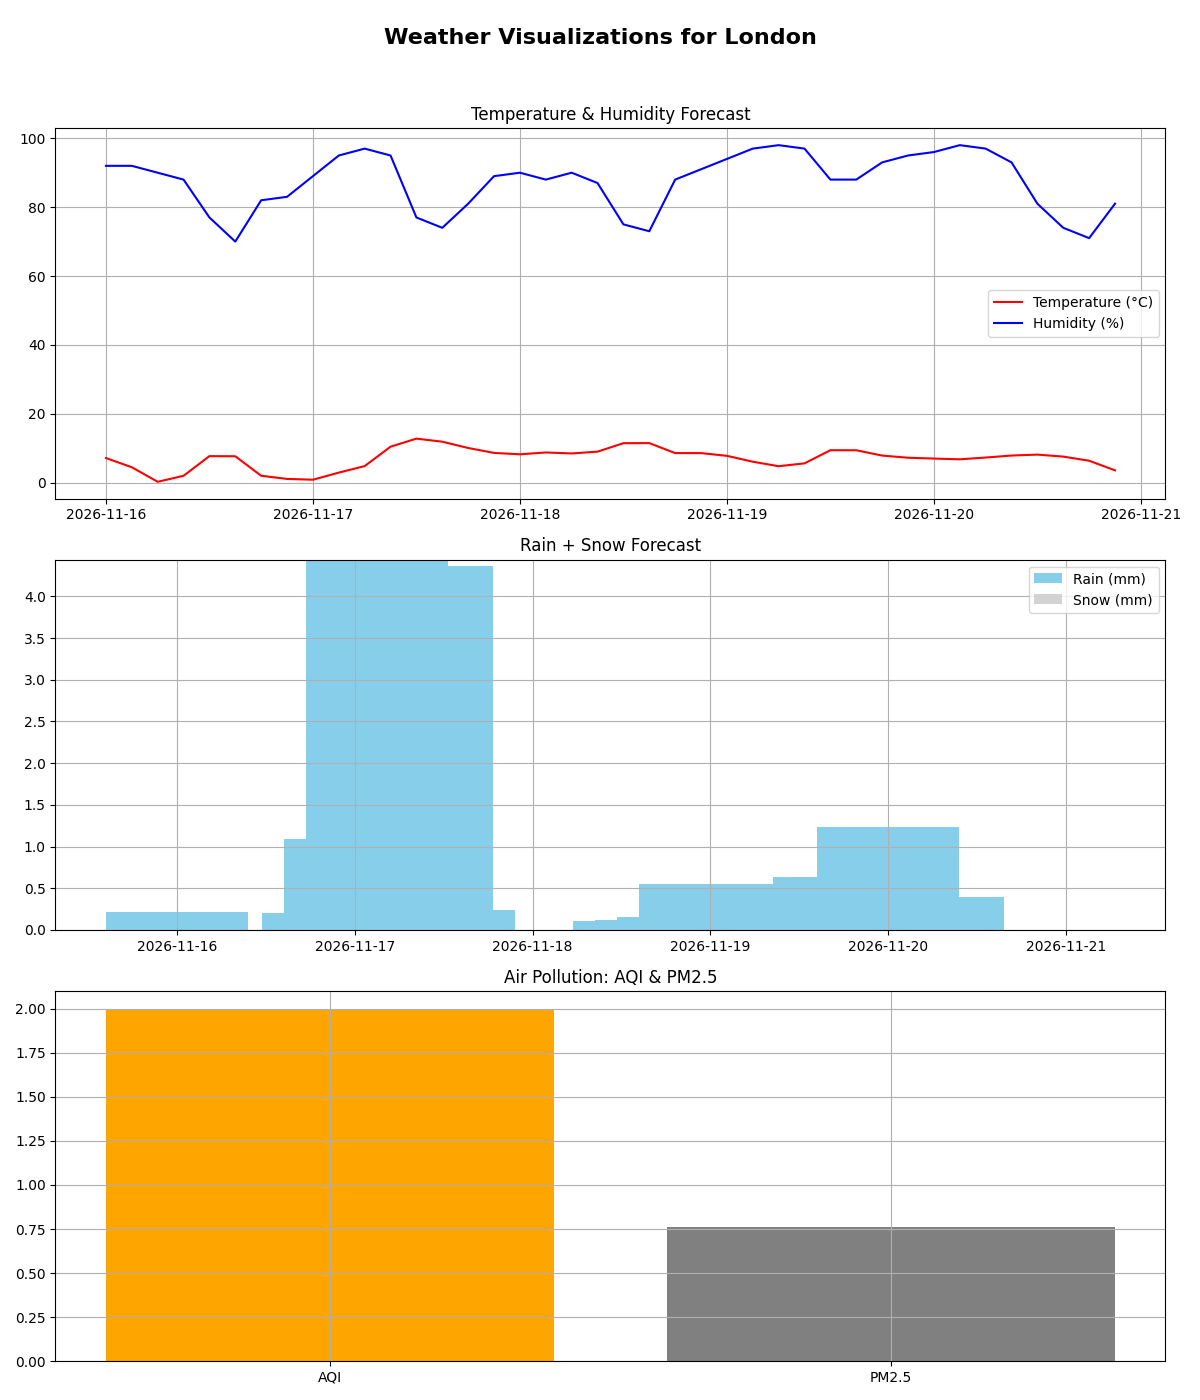 Weather Visualizations for London
Temperature & Humidity Forecast
100
80
60
40
20
0
Temperature (°C)
Humidity (%)
2026-11-16 2026-11-17 2026-11-18 2026-11-19 2026-11-20 2026-11-21
Rain + Snow Forecast
4.0
3.5
3.0
2.5
2.0
1.5
1.0
0.5
0.0
Rain (mm)
Snow (mm)
2026-11-16 2026-11-17 2026-11-18 2026-11-19 2026-11-20 2026-11-21
Air Pollution: AQI & PM2.5
2.00
1.75
1.50
1.25
1.00
0.75
0.50
0.25
0.00
AQI PM2.5